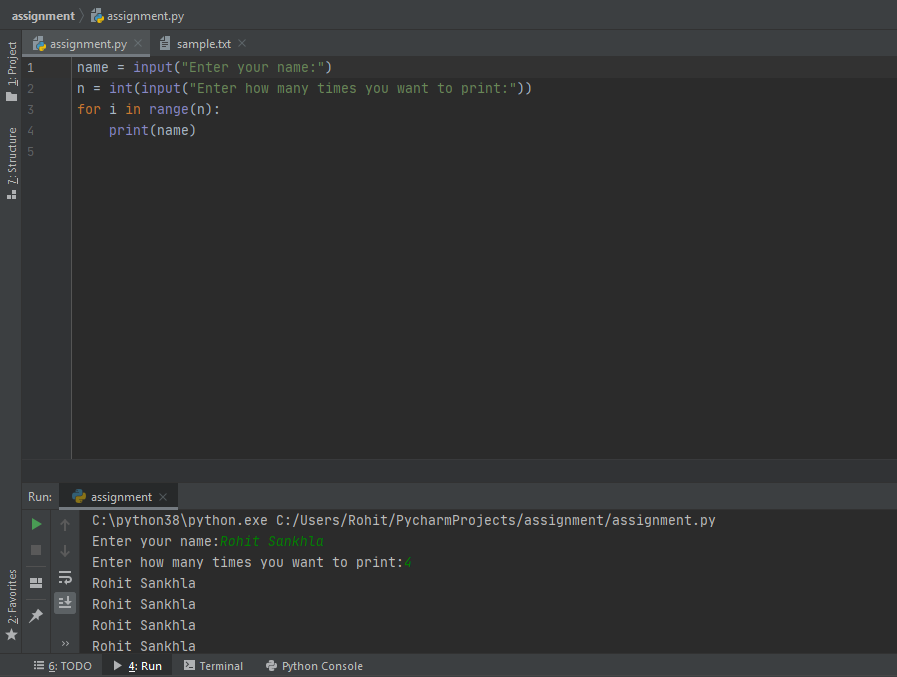 assignment assignment.py
assignment.py sample.txt
1: Project
7: Structure
2: Favorites
1 name = input("Enter your name:")
2 n = int(input("Enter how many times you want to print:"))
3 for i in range(n):
4     print(name)
5
Run: assignment
C:\python38\python.exe C:/Users/Rohit/PycharmProjects/assignment/assignment.py
Enter your name:Rohit Sankhla
Enter how many times you want to print:4
Rohit Sankhla
Rohit Sankhla
Rohit Sankhla
Rohit Sankhla
6: TODO 4: Run Terminal Python Console